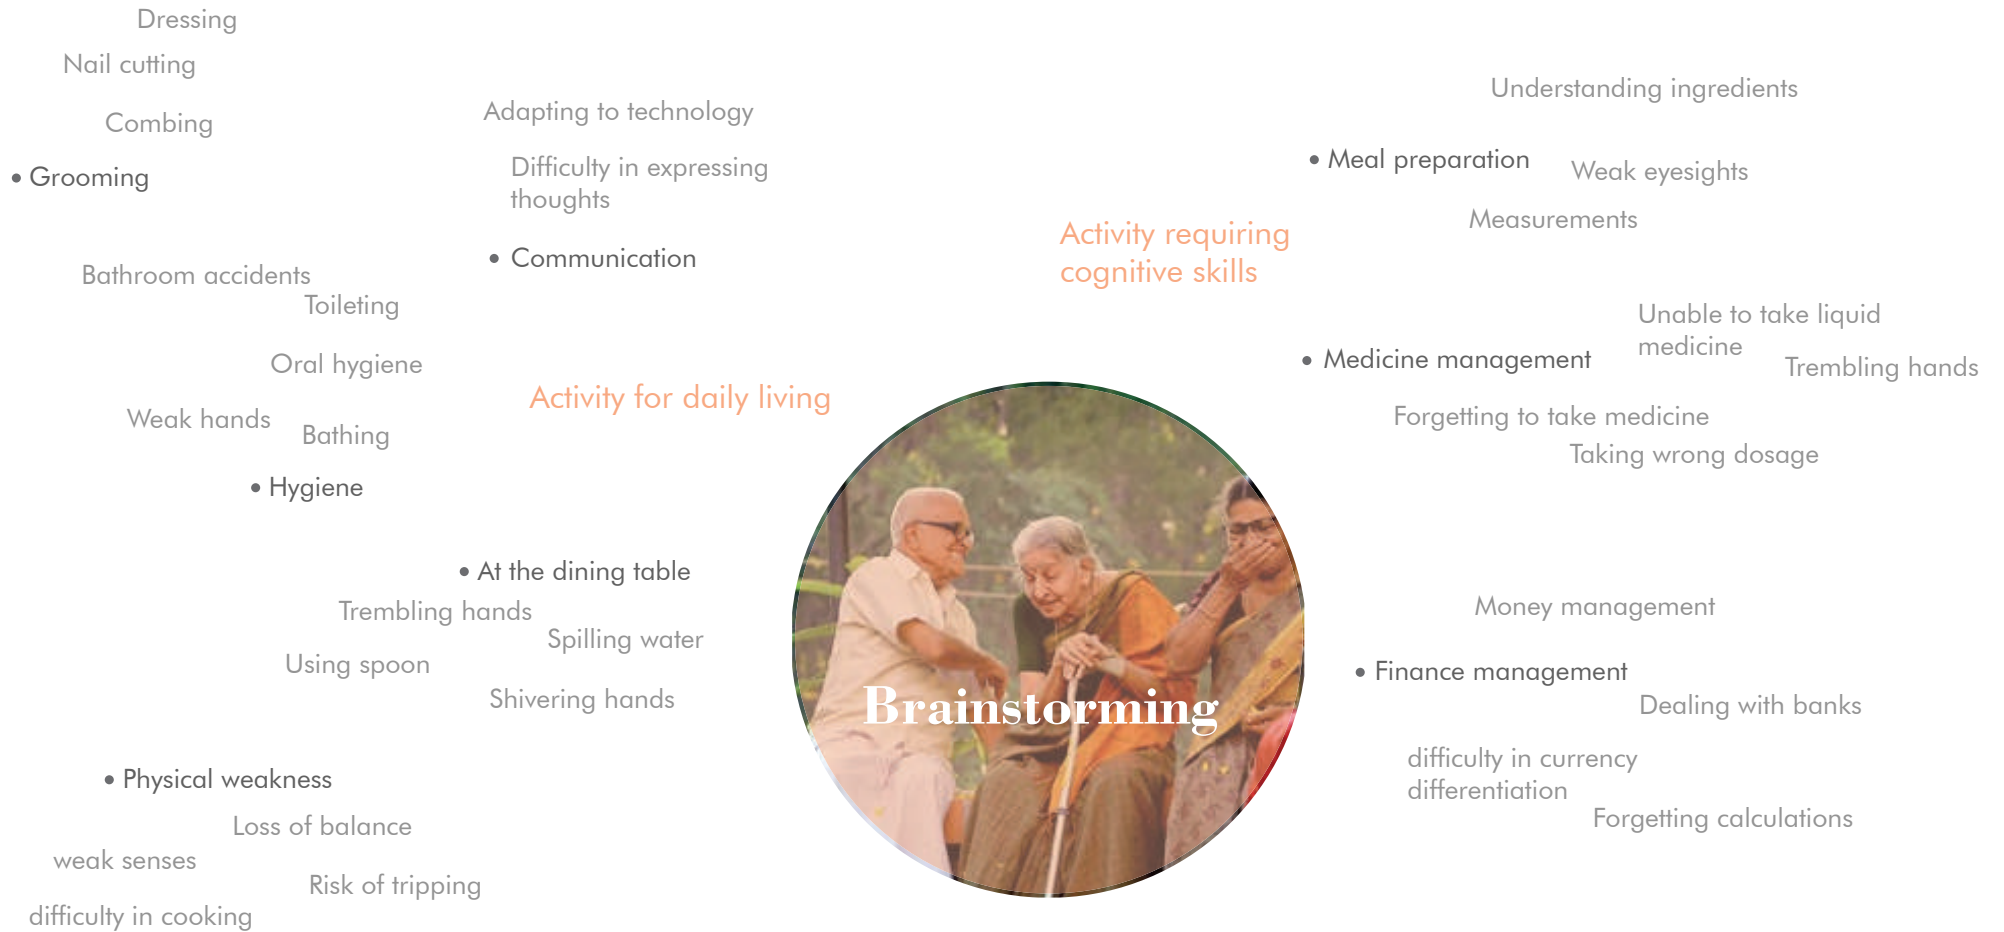 Dressing
Nail cutting
Combing
• Grooming
Adapting to technology
Difficulty in expressing
thoughts
• Communication
Bathroom accidents
Toileting
Oral hygiene
Weak hands
Bathing
• Hygiene
Activity for daily living
• At the dining table
Trembling hands
Spilling water
Using spoon
Shivering hands
• Physical weakness
Loss of balance
weak senses
Risk of tripping
difficulty in cooking
Brainstorming
Activity requiring
cognitive skills
Understanding ingredients
• Meal preparation
Weak eyesights
Measurements
Unable to take liquid
medicine
• Medicine management
Trembling hands
Forgetting to take medicine
Taking wrong dosage
Money management
• Finance management
Dealing with banks
difficulty in currency
differentiation
Forgetting calculations